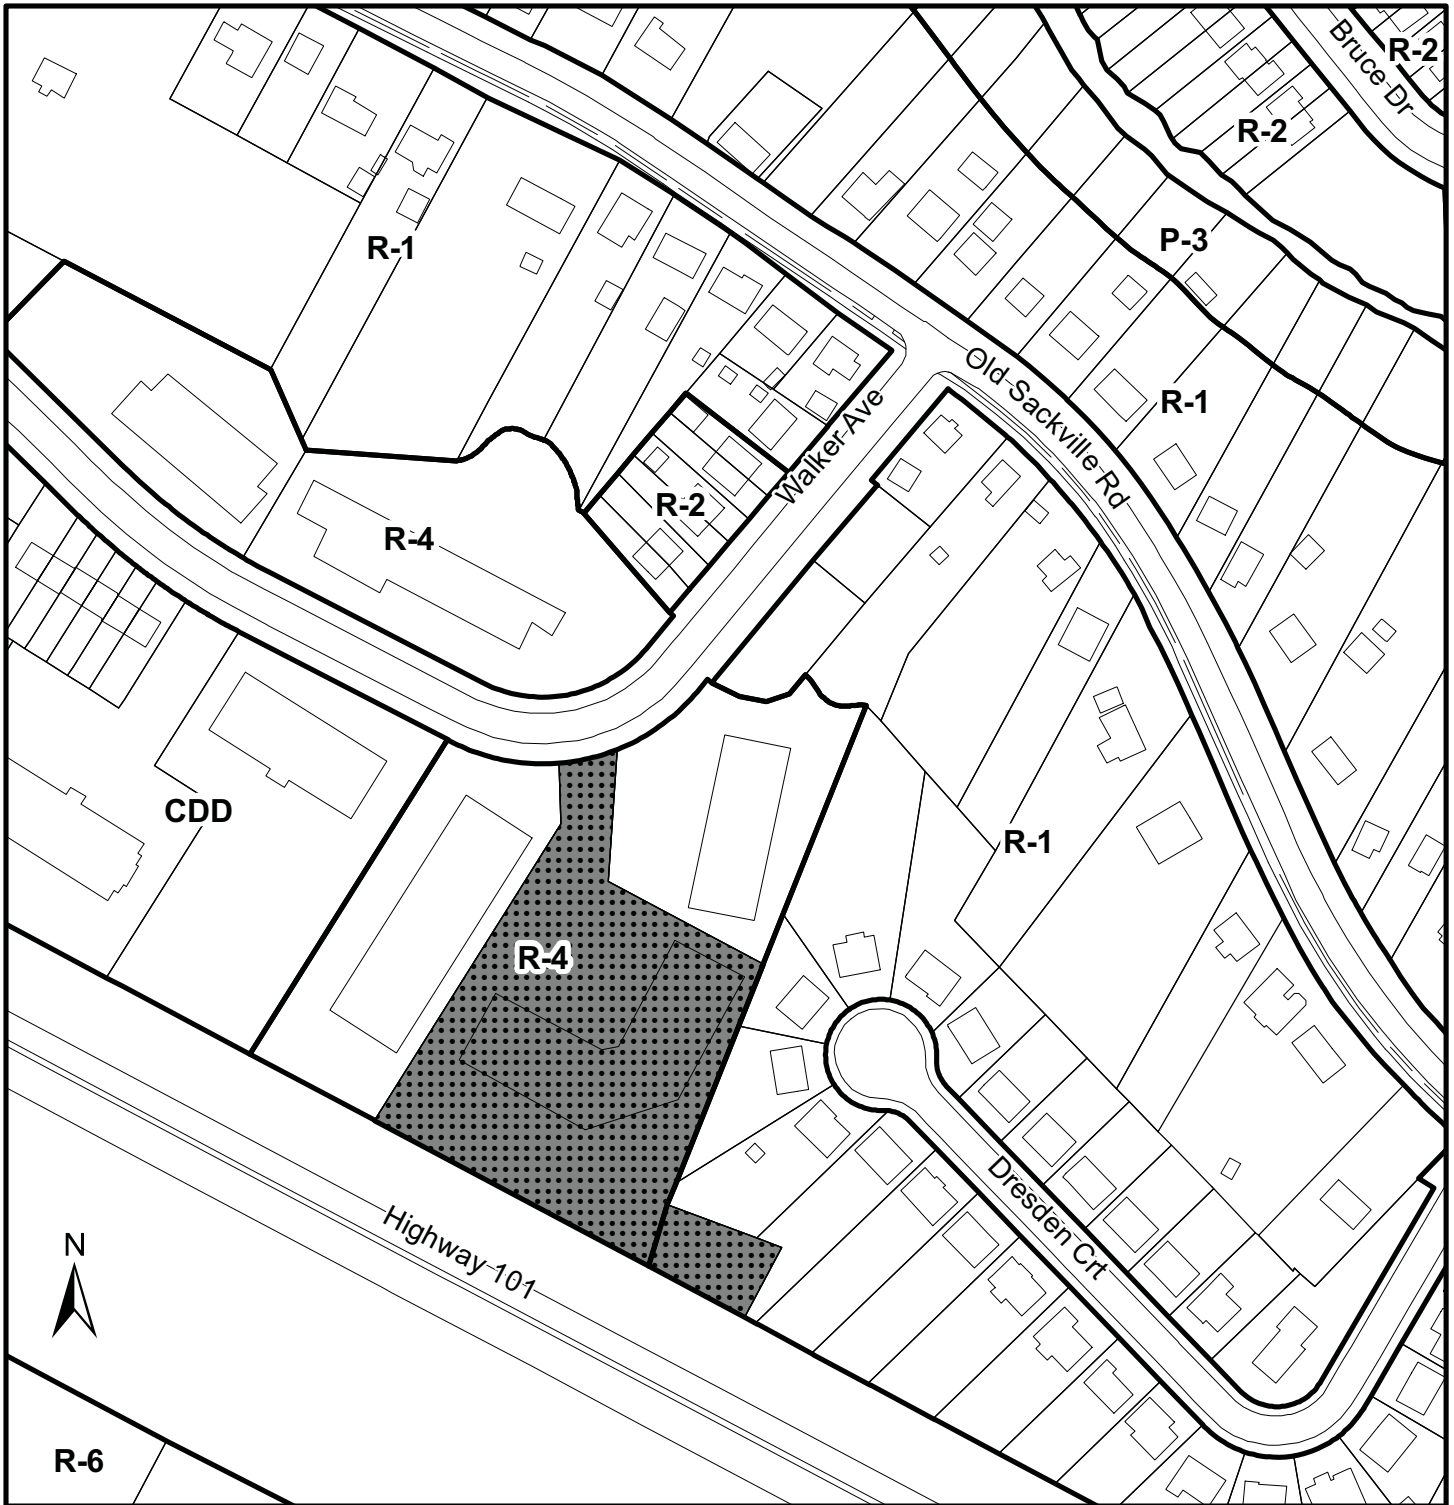 Bruce Dr
R-2
R-2
P-3
R-1
Old Sackville Rd
R-1
Walker Ave
R-2
R-4
CDD
R-1
R-4
Dresden Crt
Highway 101
N
R-6